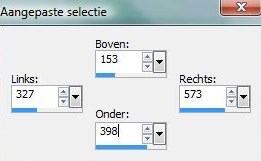 Aangepaste selectie
Boven:
153
Links:
327
Rechts:
573
Onder:
398